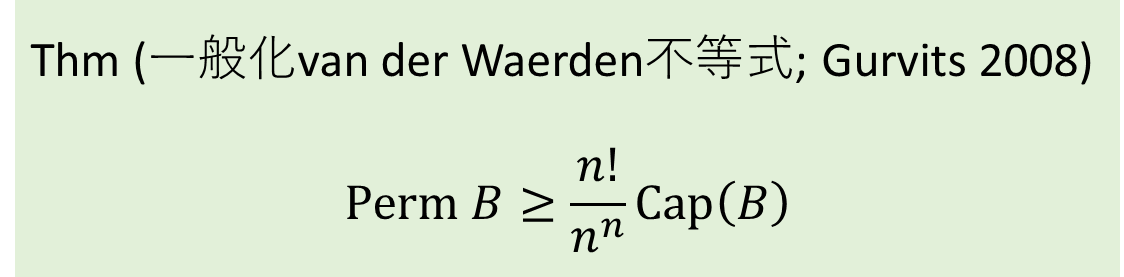 Thm (一般化van der Waerden不等式; Gurvits 2008)
Perm B ≥ n!/nⁿ Cap(B)